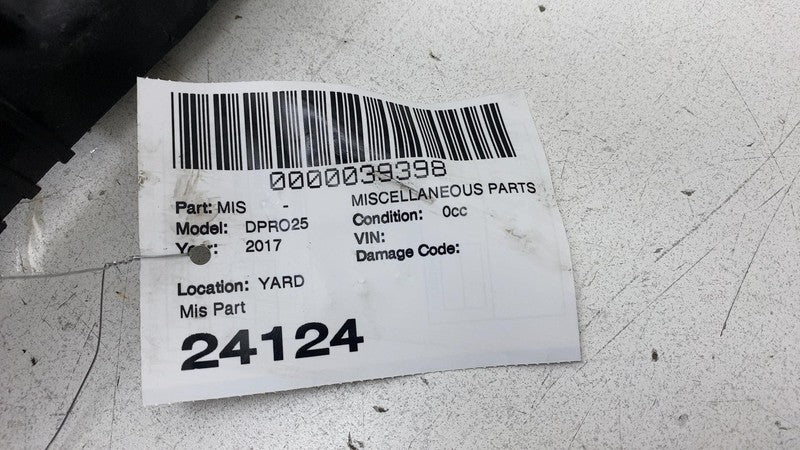 0000039398
Part: MIS - MISCELLANEOUS PARTS
Model: DPRO25 Condition: 0cc
Year: 2017 VIN:
Damage Code:
Location: YARD
Mis Part
24124